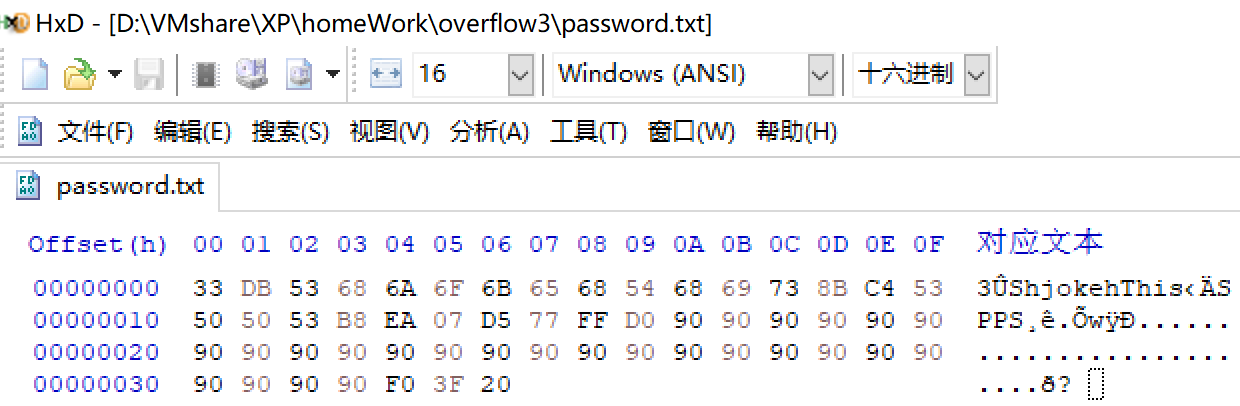 HxD - [D:\VMshare\XP\homeWork\overflow3\password.txt]
16 Windows (ANSI) 十六进制
文件(F) 编辑(E) 搜索(S) 视图(V) 分析(A) 工具(T) 窗口(W) 帮助(H)
password.txt
Offset(h) 00 01 02 03 04 05 06 07 08 09 0A 0B 0C 0D 0E 0F 对应文本
00000000 33 DB 53 68 6A 6F 6B 65 68 54 68 69 73 8B C4 53 3ÛShjokehThis‹ÄS
00000010 50 50 53 B8 EA 07 D5 77 FF D0 90 90 90 90 90 90 PPS¸ê.ÕwÿÐ......
00000020 90 90 90 90 90 90 90 90 90 90 90 90 90 90 90 90 ................
00000030 90 90 90 90 F0 3F 20 ....ð?